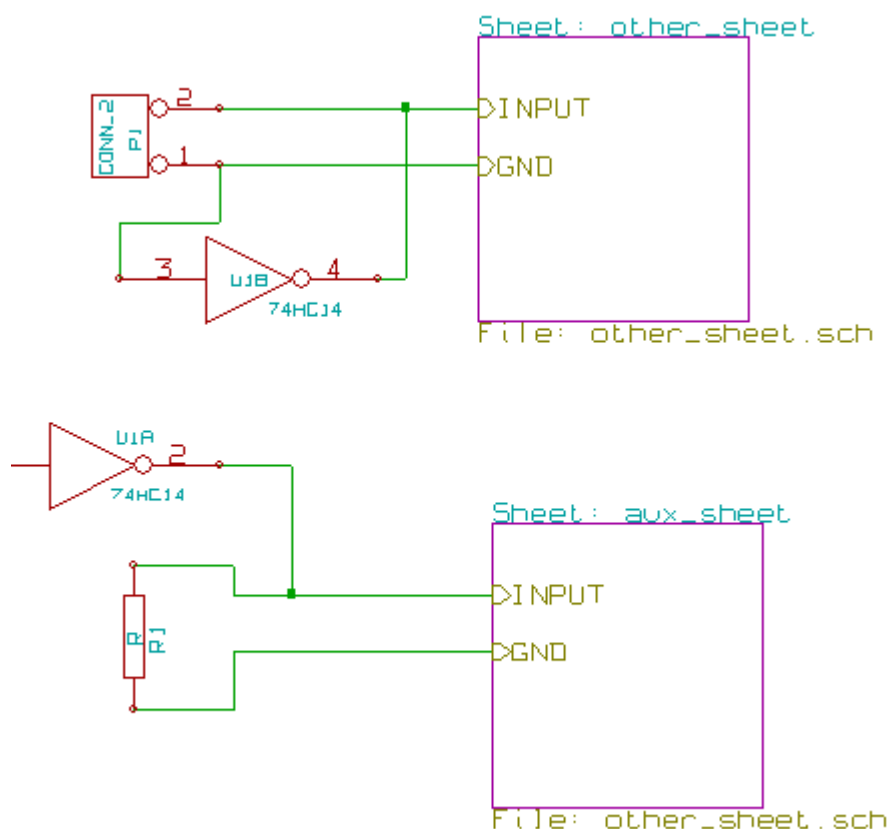 Sheet: other_sheet
CONN_2
P1
2
1
INPUT
GND
3
U1B
4
74HC14
File: other_sheet.sch
U1A
2
74HC14
Sheet: aux_sheet
INPUT
R
R1
GND
File: other_sheet.sch